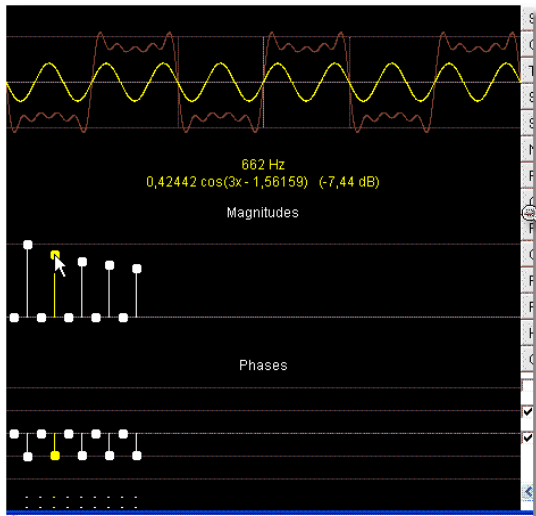 662 Hz
0,42442 cos(3x - 1,56159) (-7,44 dB)
Magnitudes
Phases